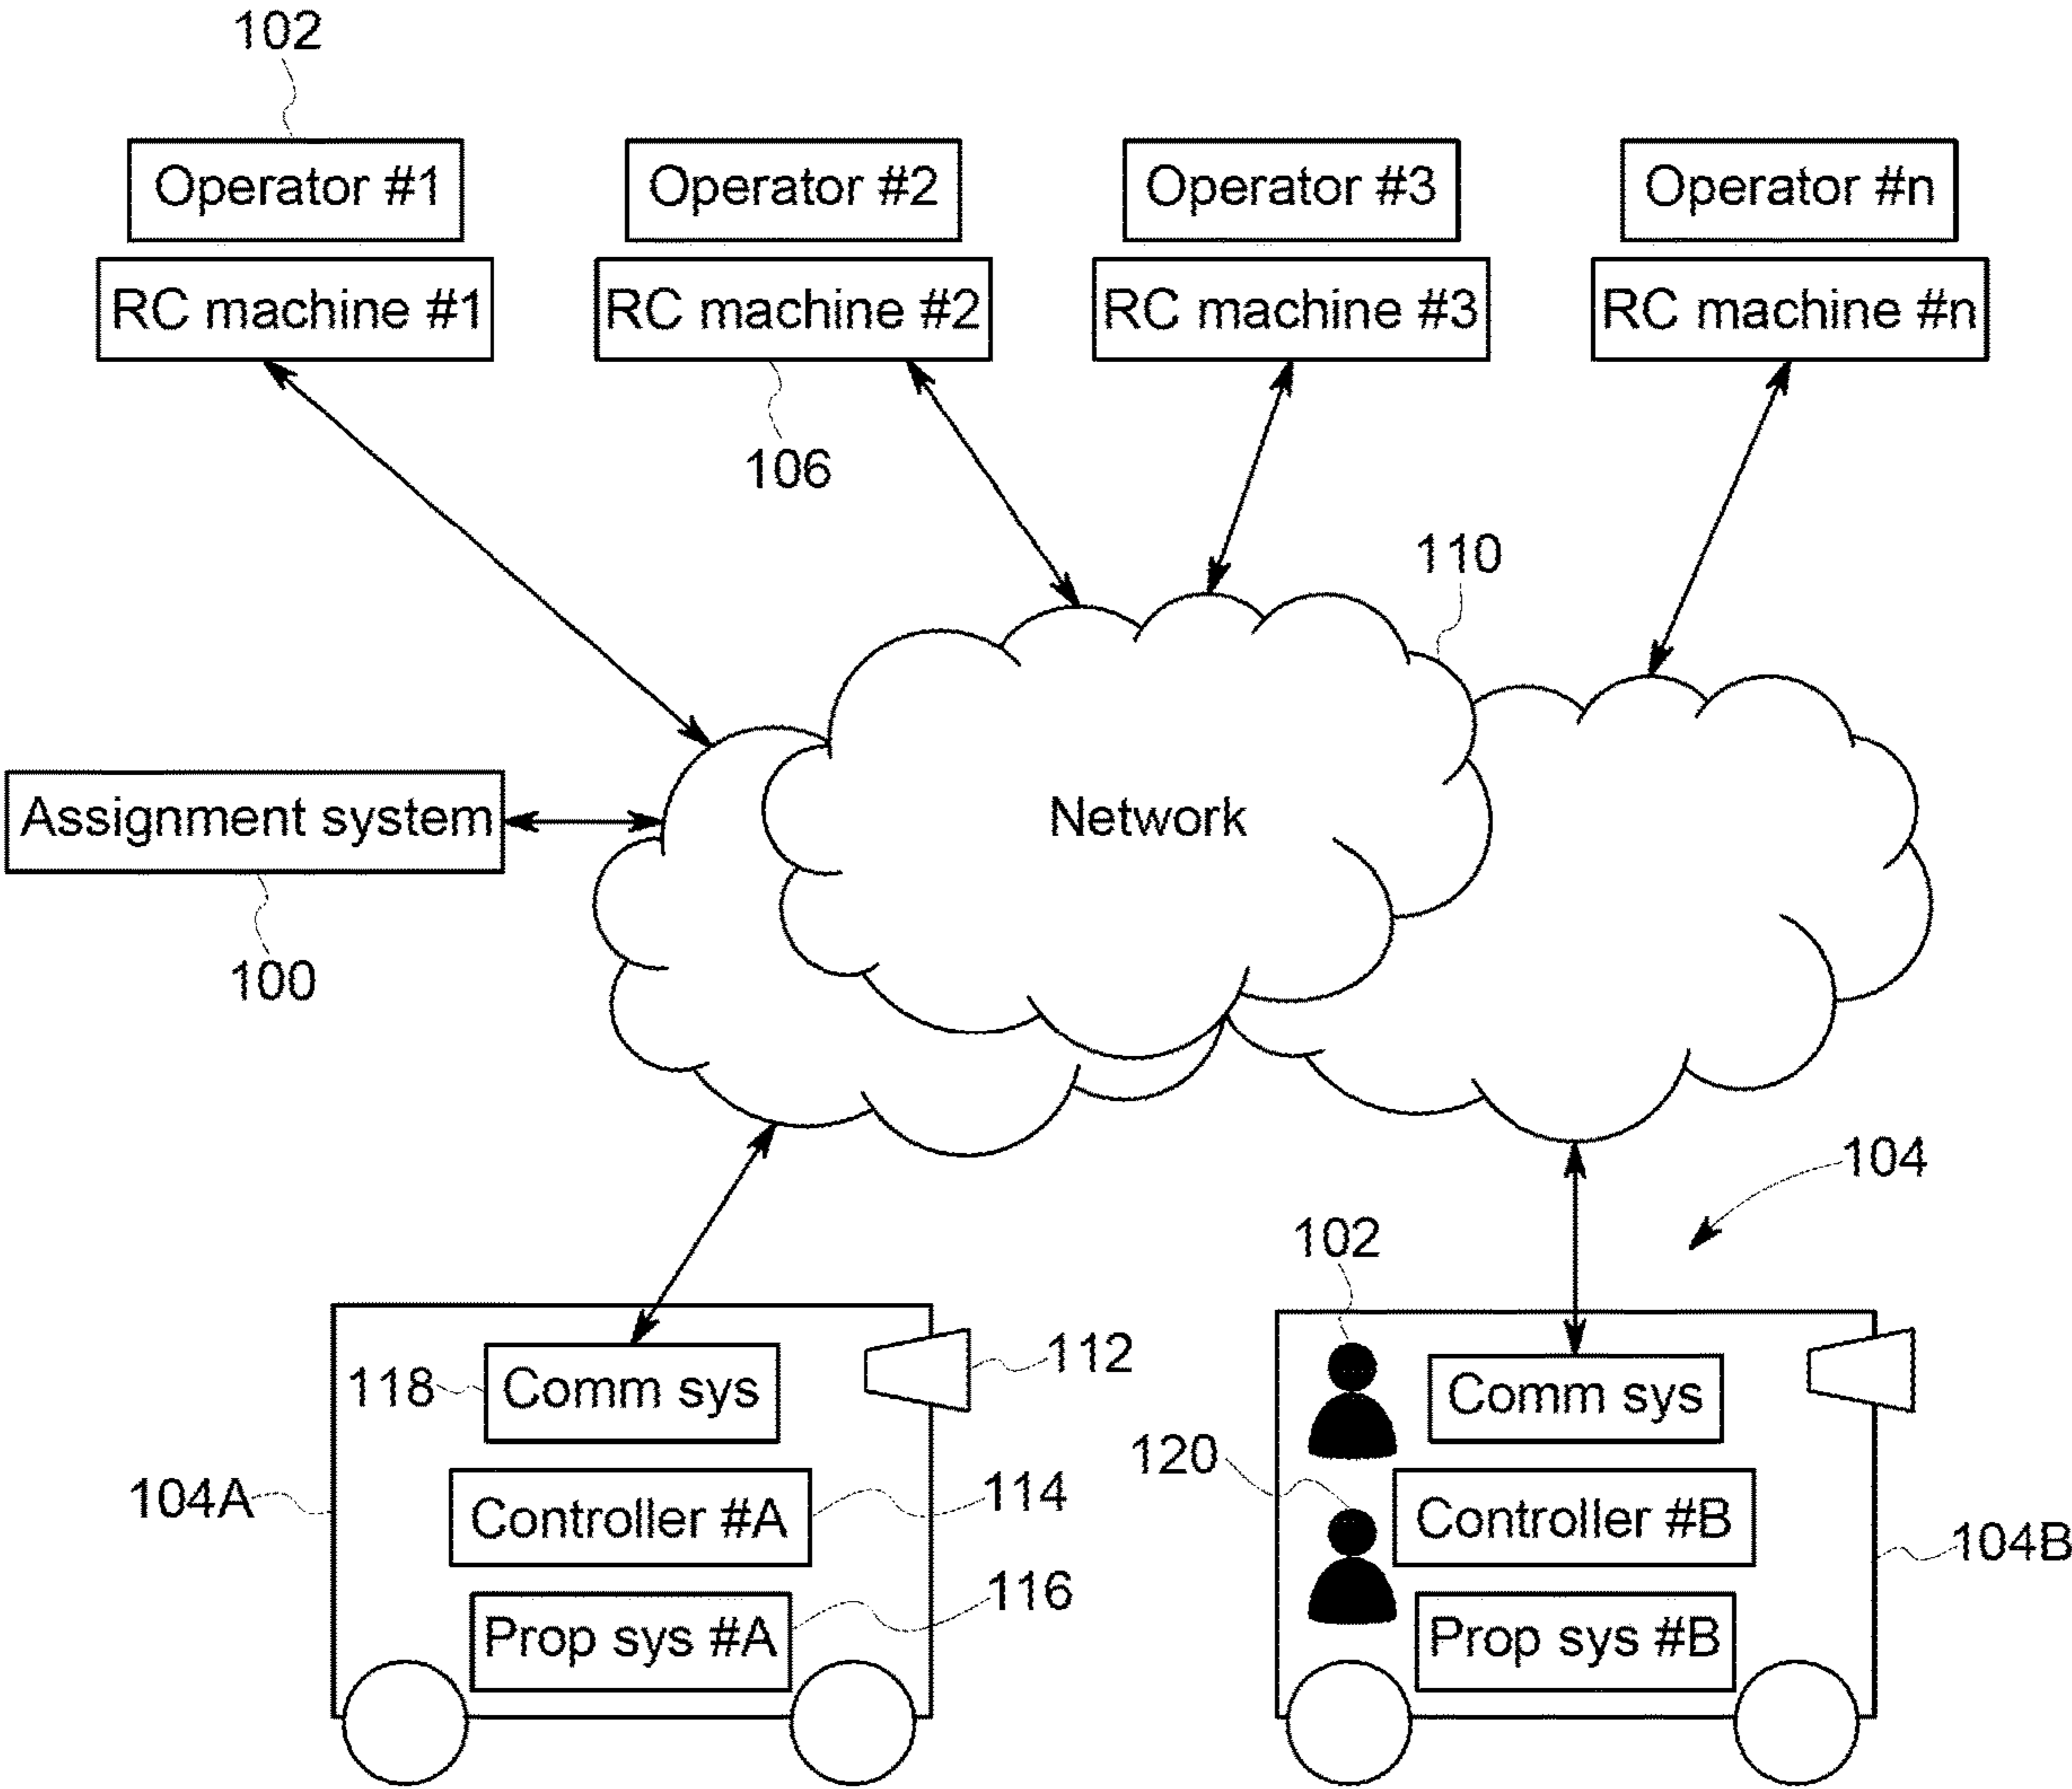 102
Operator #1 Operator #2 Operator #3 Operator #n
RC machine #1 RC machine #2 RC machine #3 RC machine #n
106
110
Network
Assignment system
100
104
102
112
118 Comm sys
Comm sys
120
104A
114
Controller #A
Controller #B
104B
116
Prop sys #A
Prop sys #B